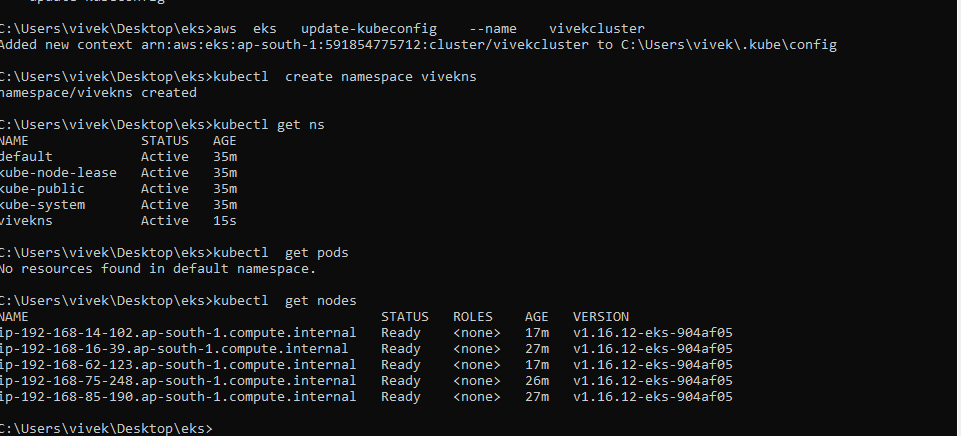 update-kubeconfig
C:\Users\vivek\Desktop\eks>aws  eks   update-kubeconfig    --name    vivekcluster
Added new context arn:aws:eks:ap-south-1:591854775712:cluster/vivekcluster to C:\Users\vivek\.kube\config
C:\Users\vivek\Desktop\eks>kubectl  create namespace vivekns
namespace/vivekns created
C:\Users\vivek\Desktop\eks>kubectl get ns
NAME              STATUS   AGE
default           Active   35m
kube-node-lease   Active   35m
kube-public       Active   35m
kube-system       Active   35m
vivekns           Active   15s
C:\Users\vivek\Desktop\eks>kubectl  get pods
No resources found in default namespace.
C:\Users\vivek\Desktop\eks>kubectl  get nodes
NAME                                            STATUS   ROLES    AGE   VERSION
ip-192-168-14-102.ap-south-1.compute.internal   Ready    <none>   17m   v1.16.12-eks-904af05
ip-192-168-16-39.ap-south-1.compute.internal    Ready    <none>   27m   v1.16.12-eks-904af05
ip-192-168-62-123.ap-south-1.compute.internal   Ready    <none>   17m   v1.16.12-eks-904af05
ip-192-168-75-248.ap-south-1.compute.internal   Ready    <none>   26m   v1.16.12-eks-904af05
ip-192-168-85-190.ap-south-1.compute.internal   Ready    <none>   27m   v1.16.12-eks-904af05
C:\Users\vivek\Desktop\eks>